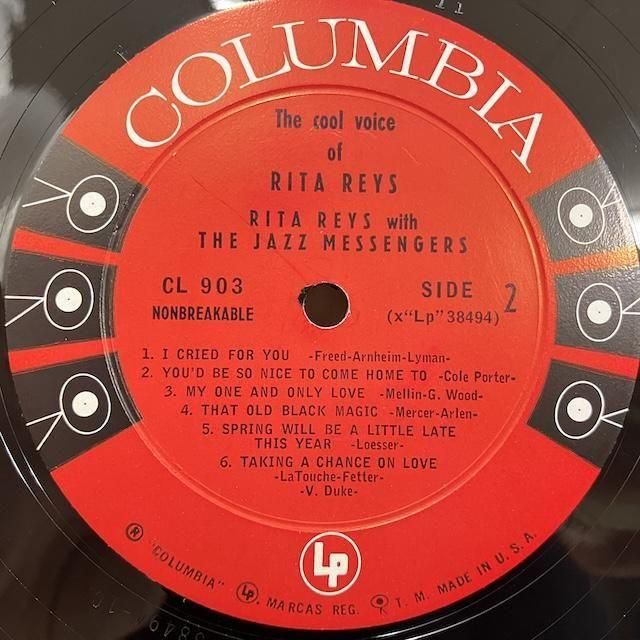 COLUMBIA
The cool voice
of
RITA REYS
RITA REYS with
THE JAZZ MESSENGERS
CL 903
NONBREAKABLE
SIDE 2
(x"Lp"38494)
1. I CRIED FOR YOU -Freed-Arnheim-Lyman-
2. YOU'D BE SO NICE TO COME HOME TO -Cole Porter-
3. MY ONE AND ONLY LOVE -Mellin-G. Wood-
4. THAT OLD BLACK MAGIC -Mercer-Arlen-
5. SPRING WILL BE A LITTLE LATE
THIS YEAR -Loesser-
6. TAKING A CHANCE ON LOVE
-LaTouche-Fetter-
-V. Duke-
LP
® "COLUMBIA" LP, MARCAS REG. T. M. MADE IN U. S. A.